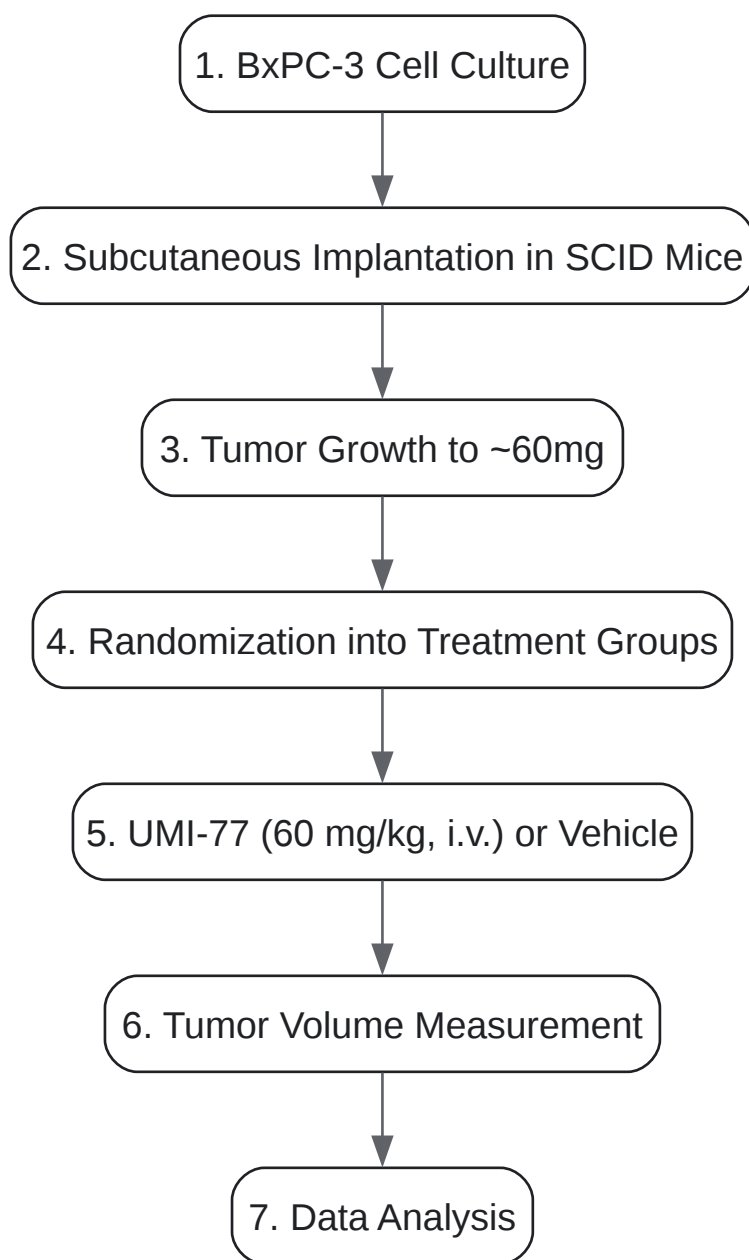 1. BxPC-3 Cell Culture
2. Subcutaneous Implantation in SCID Mice
3. Tumor Growth to ~60mg
4. Randomization into Treatment Groups
5. UMI-77 (60 mg/kg, i.v.) or Vehicle
6. Tumor Volume Measurement
7. Data Analysis